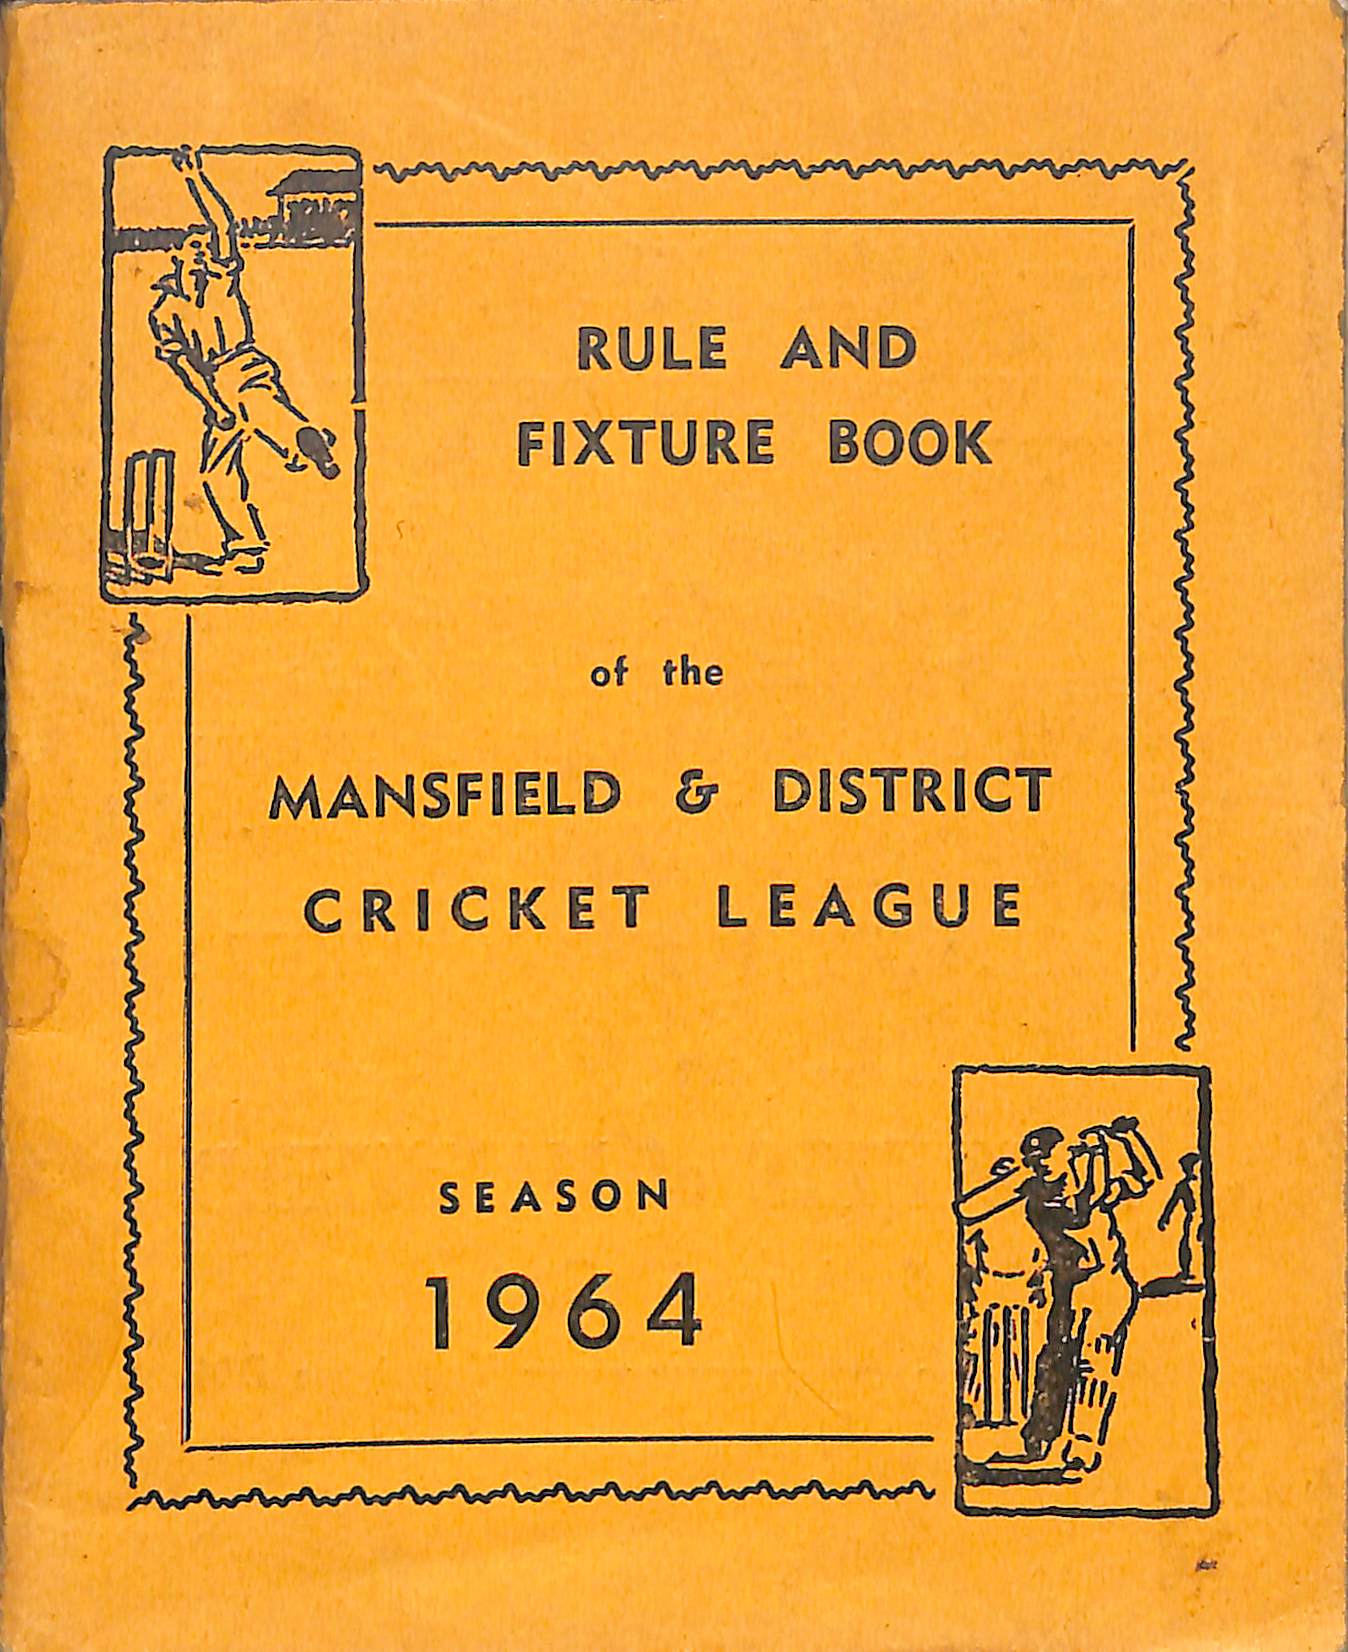 RULE AND
FIXTURE BOOK
of the
MANSFIELD & DISTRICT
CRICKET LEAGUE
SEASON
1964